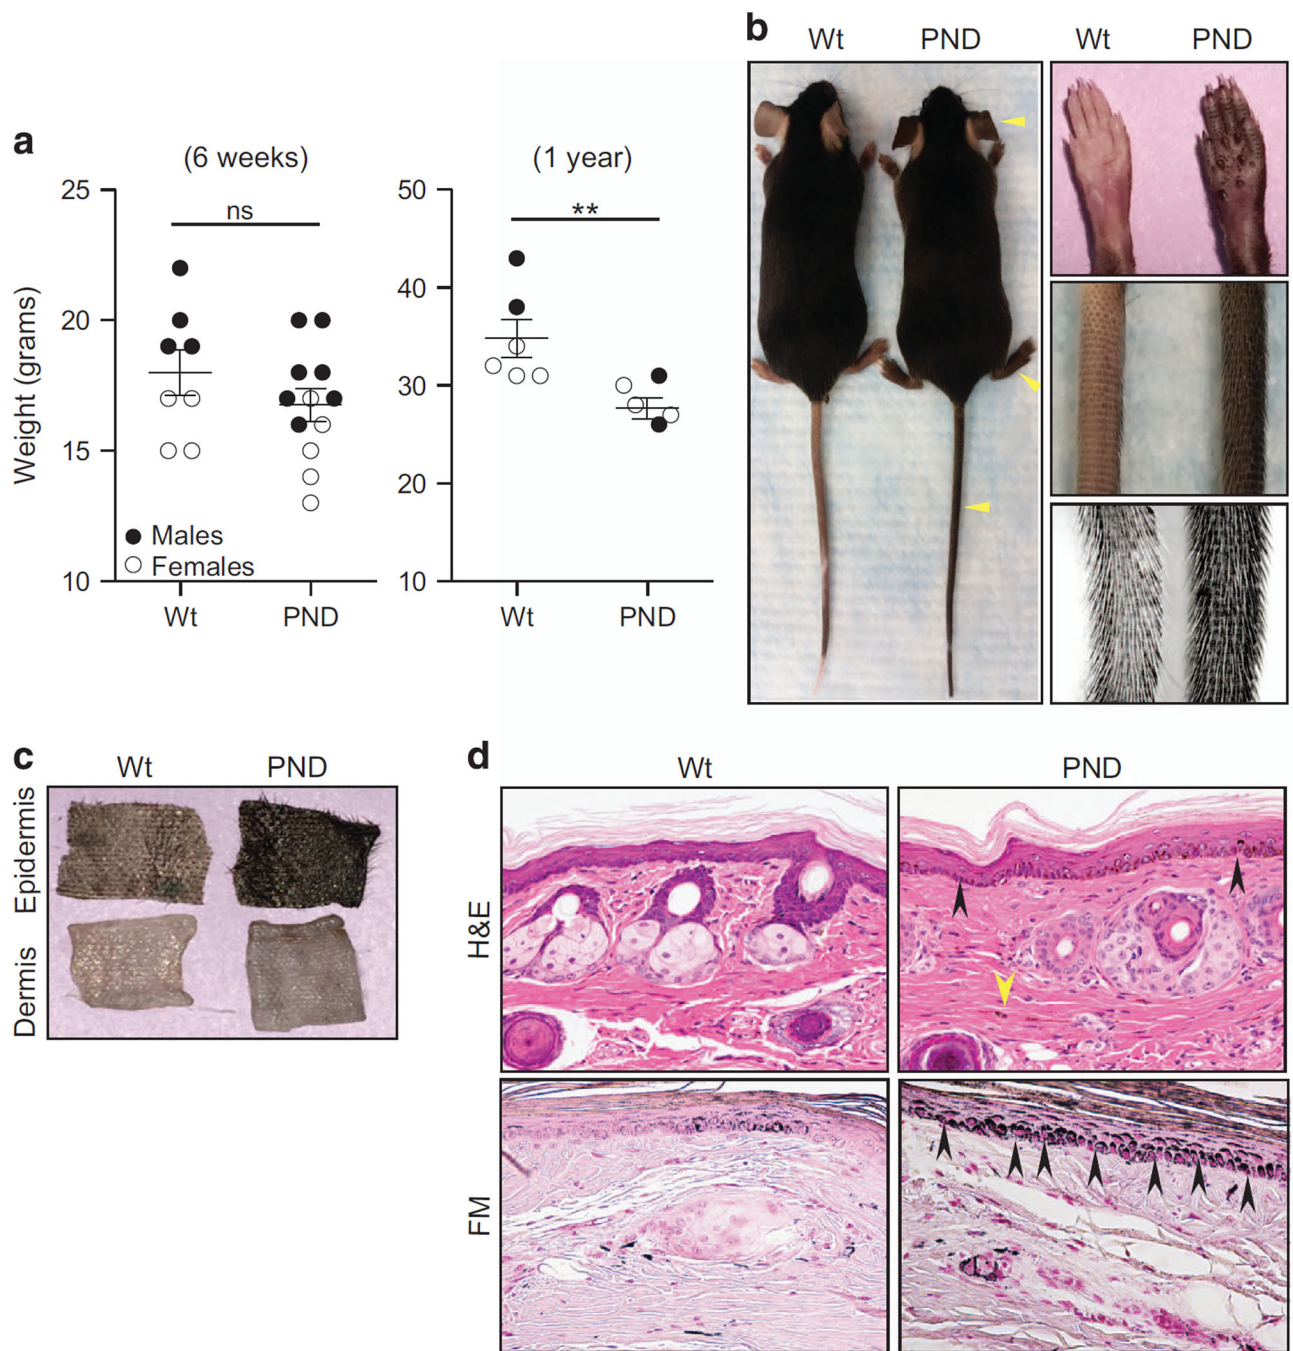 a
(6 weeks)
(1 year)
Weight (grams)
25
20
15
10
ns
Males
Females
Wt
PND
50
40
30
20
10
**
Wt
PND
b
Wt
PND
Wt
PND
c
Wt
PND
Epidermis
Dermis
d
Wt
PND
H&E
FM